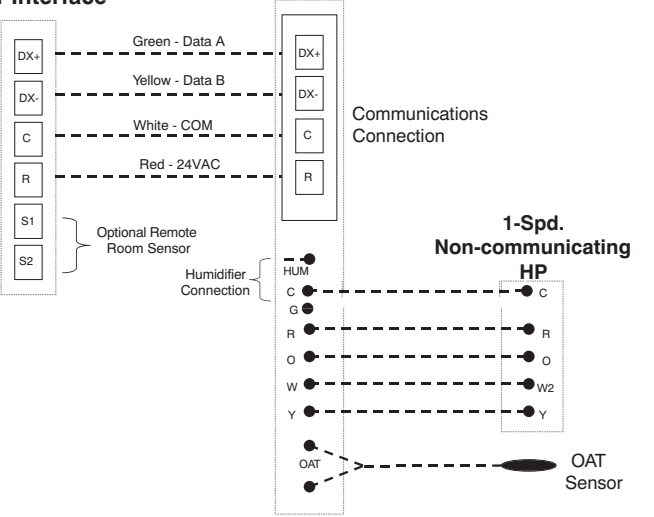 DX+
Green - Data A
DX+
DX-
Yellow - Data B
DX-
C
White - COM
C
R
Red - 24VAC
R
Communications
Connection
S1
S2
Optional Remote
Room Sensor
1-Spd.
Non-communicating
HP
Humidifier
Connection
HUM
C
C
G
R
R
O
O
W
W2
Y
Y
OAT
OAT
Sensor